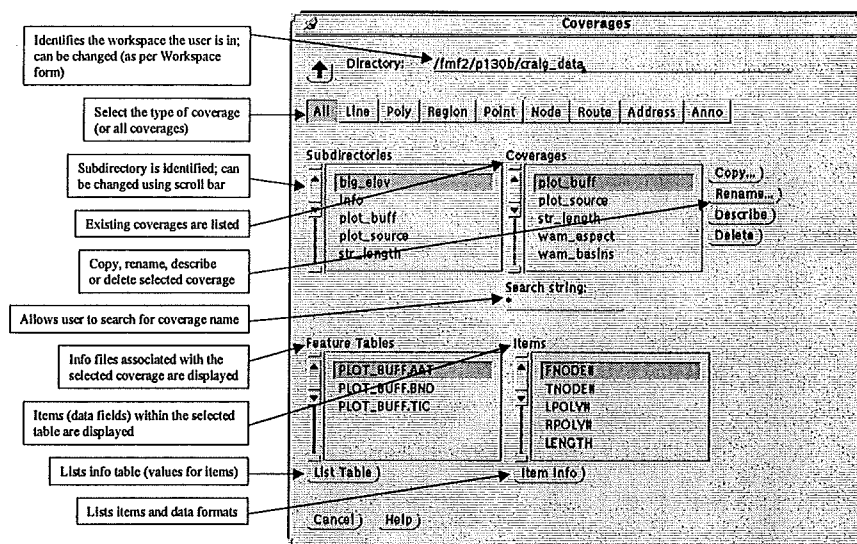 Coverages
Identifies the workspace the user is in;
can be changed (as per Workspace
form)
Directory: /fmf2/p130b/craig_data
Select the type of coverage
(or all coverages)
All Line Poly Region Point Node Route Address Anno
Subdirectory is identified; can
be changed using scroll bar
Existing coverages are listed
Copy, rename, describe
or delete selected coverage
Allows user to search for coverage name
Subdirectories
big_elev
info
plot_buff
plot_source
str_length
Coverages
plot_buff
plot_source
str_length
wam_aspect
wam_basins
Copy...)
Rename...)
Describe)
Delete)
Search string:
*
Info files associated with the
selected coverage are displayed
Items (data fields) within the selected
table are displayed
Lists info table (values for items)
Lists items and data formats
Feature Tables
PLOT_BUFF.AAT
PLOT_BUFF.BND
PLOT_BUFF.TIC
Items
FNODE#
TNODE#
LPOLY#
RPOLY#
LENGTH
List Table)
Item Info)
Cancel) Help)